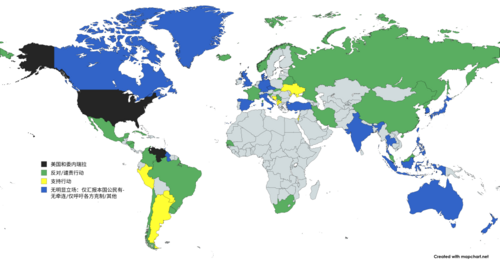 美国和委内瑞拉
反对/谴责行动
支持行动
无明显立场：仅汇报本国公民有-
无牵连/仅呼吁各方克制/其他
Created with mapchart.net